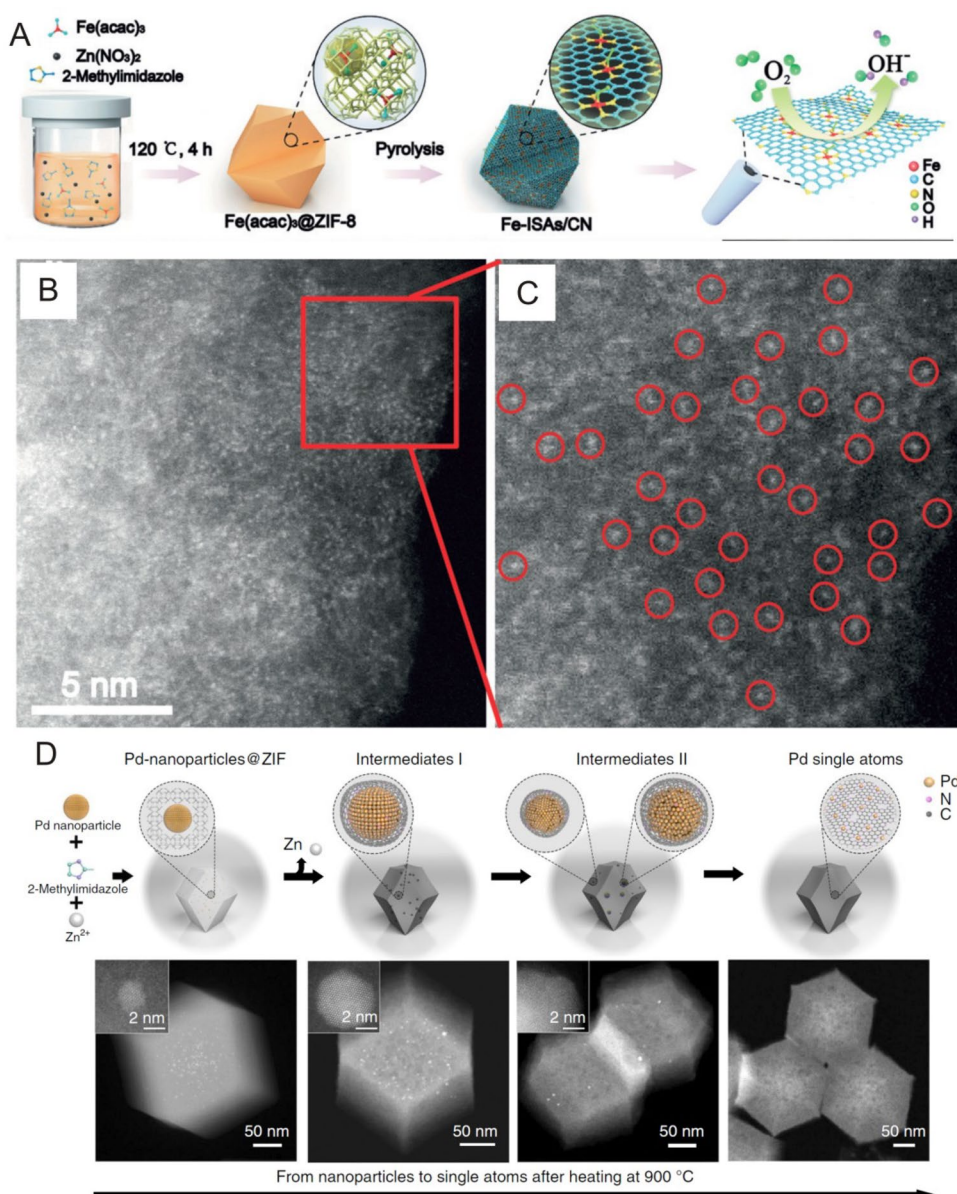 A
Fe(acac)₃
Zn(NO₃)₂
2-Methylimidazole
120 ℃, 4 h
Pyrolysis
Fe(acac)₃@ZIF-8
Fe-ISAs/CN
O₂
OH⁻
Fe
C
N
O
H
B
C
5 nm
D
Pd-nanoparticles@ZIF
Intermediates I
Intermediates II
Pd single atoms
Pd nanoparticle
+
2-Methylimidazole
+
Zn²⁺
Zn
Pd
N
C
2 nm
50 nm
2 nm
50 nm
2 nm
50 nm
50 nm
From nanoparticles to single atoms after heating at 900 °C